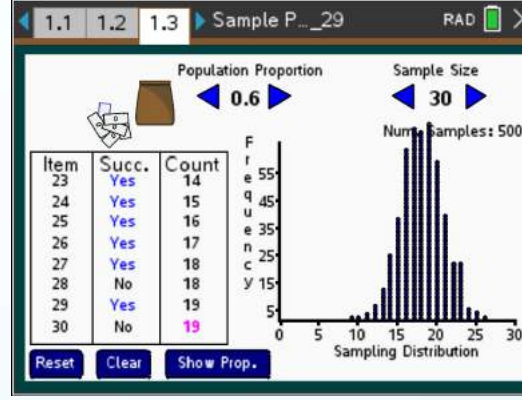 1.1 1.2 1.3 Sample P..._29 RAD
Population Proportion
0.6
Sample Size
30
Num. Samples: 500
Item Succ. Count
23 Yes 14
24 Yes 15
25 Yes 16
26 Yes 17
27 Yes 18
28 No 18
29 Yes 19
30 No 19
Reset Clear Show Prop.
Frequency
55
45
35
25
15
5
0 5 10 15 20 25 30
Sampling Distribution